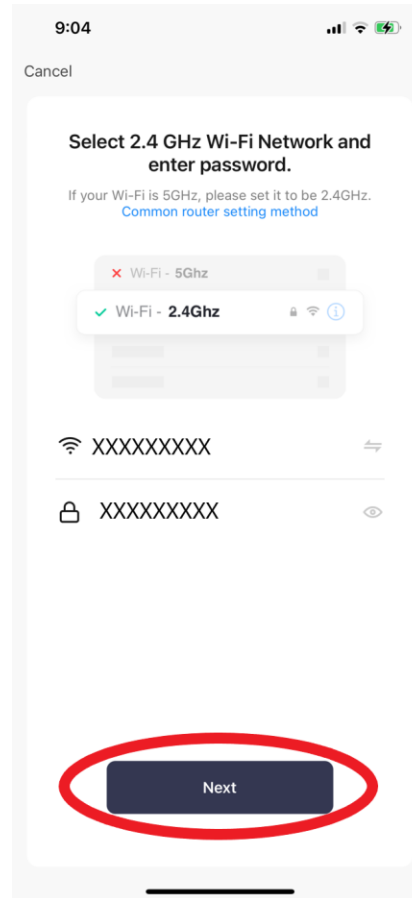 9:04
Cancel
Select 2.4 GHz Wi-Fi Network and
enter password.
If your Wi-Fi is 5GHz, please set it to be 2.4GHz.
Common router setting method
Wi-Fi - 5Ghz
Wi-Fi - 2.4Ghz
XXXXXXXXX
XXXXXXXXX
Next